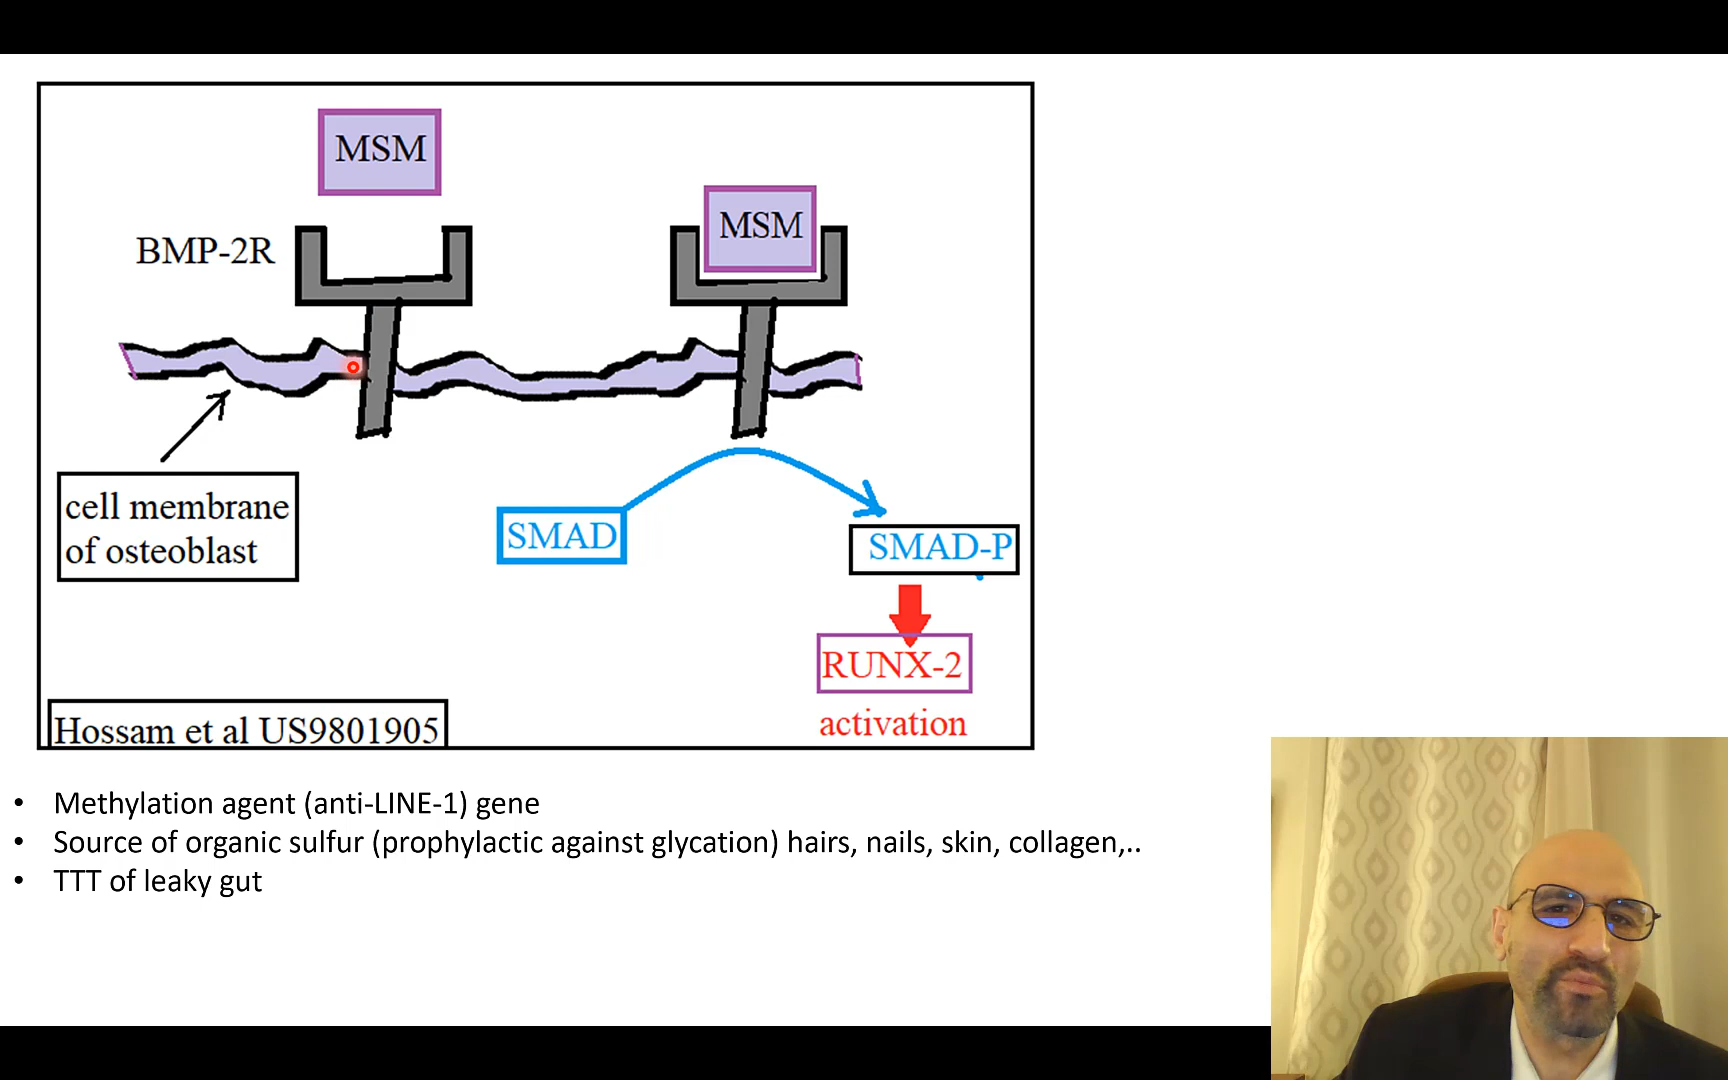 MSM
MSM
BMP-2R
cell membrane
of osteoblast
SMAD
SMAD-P
RUNX-2
activation
Hossam et al US9801905
• Methylation agent (anti-LINE-1) gene
• Source of organic sulfur (prophylactic against glycation) hairs, nails, skin, collagen,..
• TTT of leaky gut